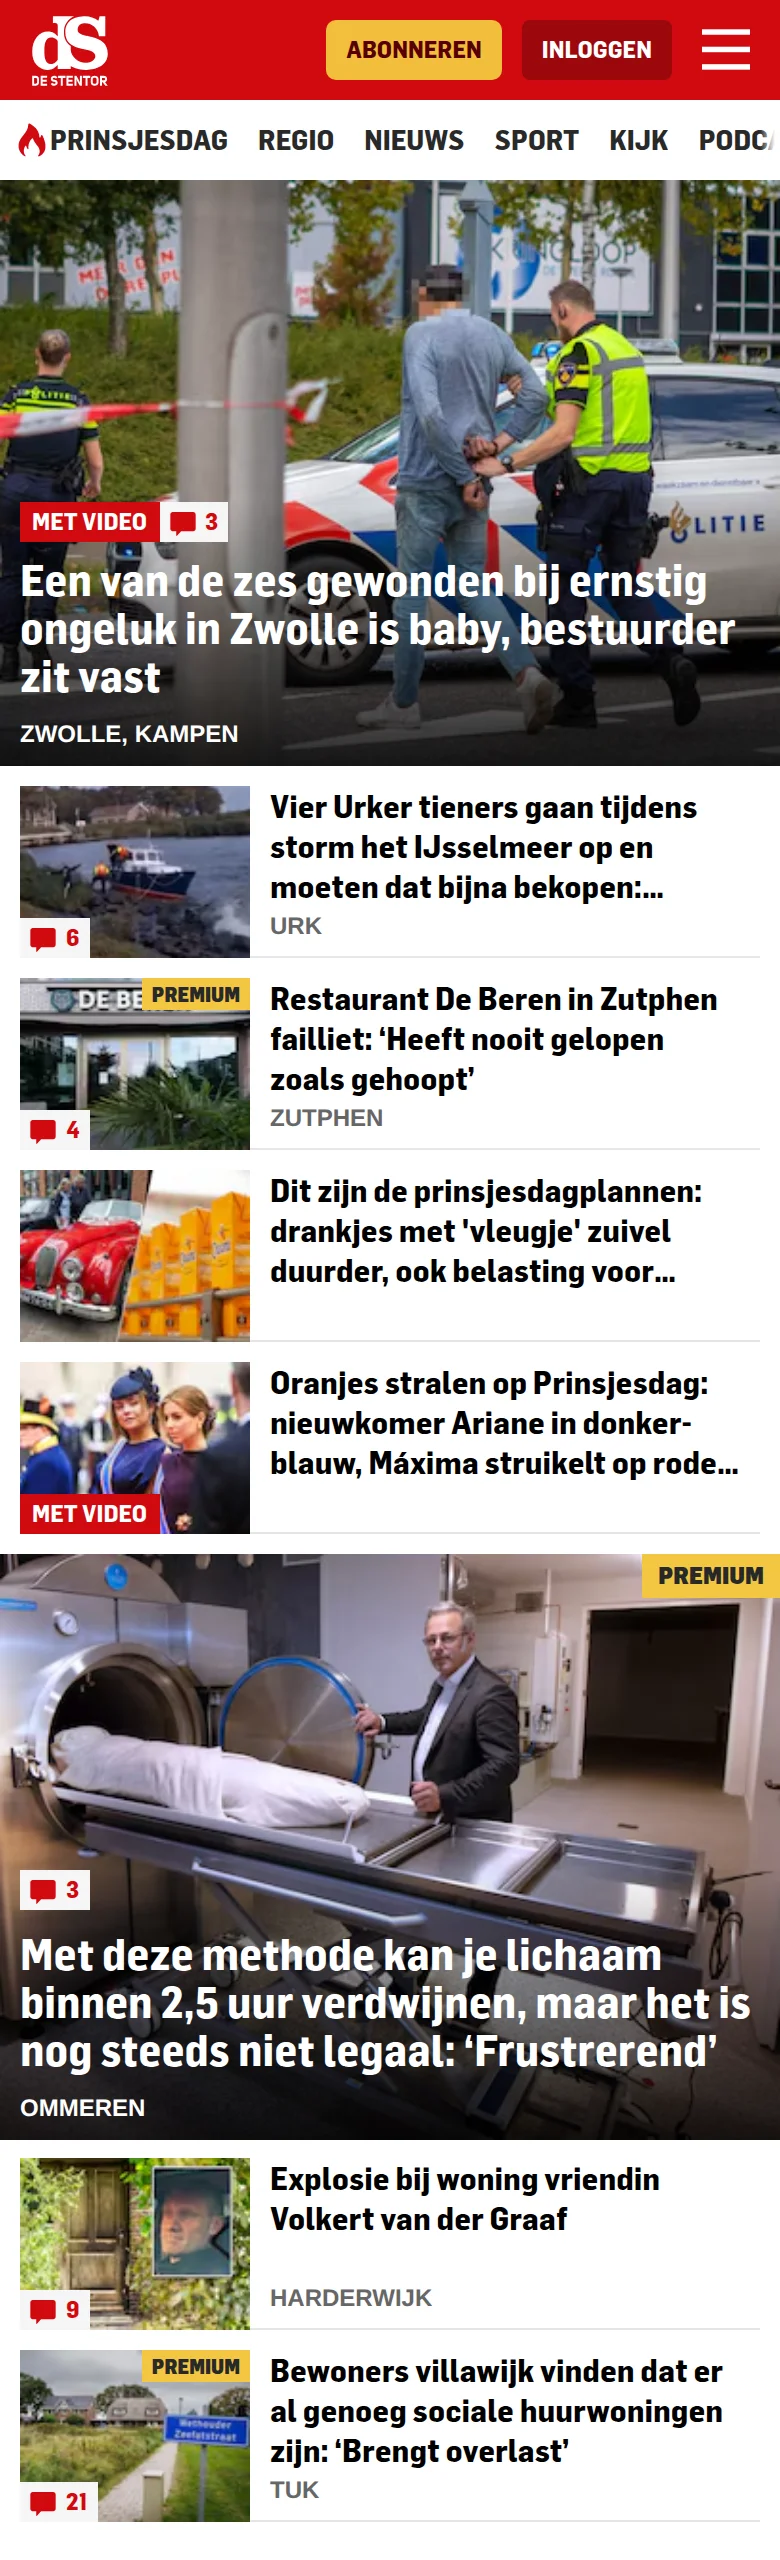 dS
DE STENTOR
ABONNEREN
INLOGGEN
PRINSJESDAG REGIO NIEUWS SPORT KIJK
POLITIE
LITIE
MET VIDEO 3
Een van de zes gewonden bij ernstig
ongeluk in Zwolle is baby, bestuurder
zit vast
ZWOLLE, KAMPEN
Vier Urker tieners gaan tijdens
storm het IJsselmeer op en
moeten dat bijna bekopen:...
URK
6
DE BE
PREMIUM
Restaurant De Beren in Zutphen
failliet: ‘Heeft nooit gelopen
zoals gehoopt’
ZUTPHEN
4
Dit zijn de prinsjesdagplannen:
drankjes met 'vleugje' zuivel
duurder, ook belasting voor...
Oranjes stralen op Prinsjesdag:
nieuwkomer Ariane in donker-
blauw, Máxima struikelt op rode...
MET VIDEO
PREMIUM
3
Met deze methode kan je lichaam
binnen 2,5 uur verdwijnen, maar het is
nog steeds niet legaal: ‘Frustrerend’
OMMEREN
Explosie bij woning vriendin
Volkert van der Graaf
HARDERWIJK
9
PREMIUM
Bewoners villawijk vinden dat er
al genoeg sociale huurwoningen
zijn: ‘Brengt overlast’
TUK
21